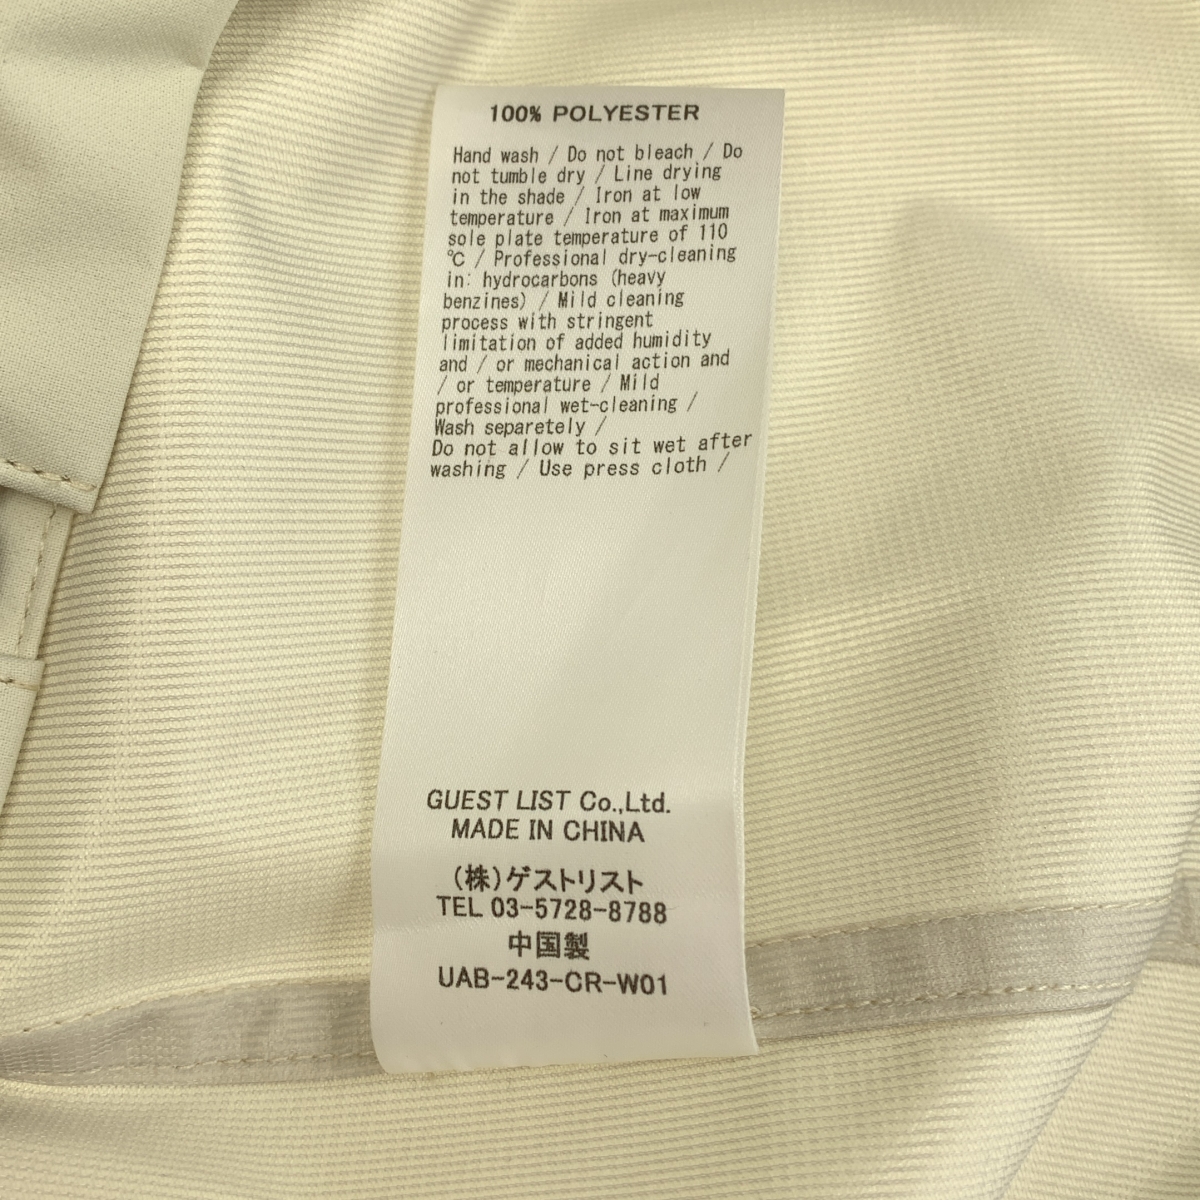 100% POLYESTER
Hand wash / Do not bleach / Do
not tumble dry / Line drying
in the shade / Iron at low
temperature / Iron at maximum
sole plate temperature of 110
℃ / Professional dry-cleaning
in: hydrocarbons (heavy
benzines) / Mild cleaning
process with stringent
limitation of added humidity
and / or mechanical action and
/ or temperature / Mild
professional wet-cleaning /
Wash separetely /
Do not allow to sit wet after
washing / Use press cloth /
GUEST LIST Co.,Ltd.
MADE IN CHINA
(株)ゲストリスト
TEL 03-5728-8788
中国製
UAB-243-CR-W01